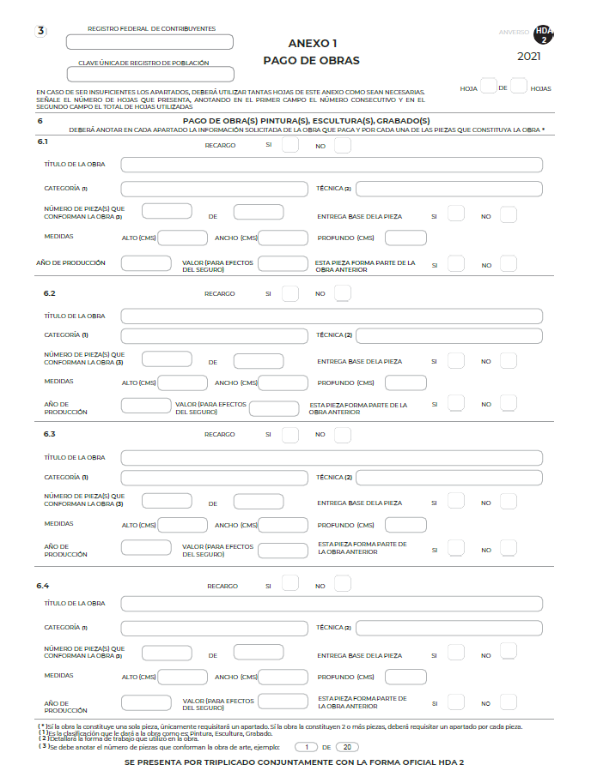 3
REGISTRO FEDERAL DE CONTRIBUYENTES
ANVERSO
HDA
2
ANEXO 1
2021
CLAVE ÚNICA DE REGISTRO DE POBLACIÓN
PAGO DE OBRAS
HOJA DE HOJAS
EN CASO DE SER INSUFICIENTES LOS APARTADOS, DEBERÁ UTILIZAR TANTAS HOJAS DE ESTE ANEXO COMO SEAN NECESARIAS,
SEÑALE EL NÚMERO DE HOJAS QUE PRESENTA, ANOTANDO EN EL PRIMER CAMPO EL NÚMERO CONSECUTIVO Y EN EL
SEGUNDO CAMPO EL TOTAL DE HOJAS UTILIZADAS
6 PAGO DE OBRA(S) PINTURA(S), ESCULTURA(S), GRABADO(S)
DEBERÁ ANOTAR EN CADA APARTADO LA INFORMACIÓN SOLICITADA DE LA OBRA QUE PAGA Y POR CADA UNA DE LAS PIEZAS QUE CONSTITUYA LA OBRA *
6.1 RECARGO SI NO
TÍTULO DE LA OBRA
CATEGORÍA (1) TÉCNICA (2)
NÚMERO DE PIEZA(S) QUE
CONFORMAN LA OBRA (3) DE ENTREGA BASE DE LA PIEZA SI NO
MEDIDAS ALTO (CMS) ANCHO (CMS) PROFUNDO (CMS)
AÑO DE PRODUCCIÓN VALOR (PARA EFECTOS
DEL SEGURO) ESTA PIEZA FORMA PARTE DE LA
OBRA ANTERIOR SI NO
6.2 RECARGO SI NO
TÍTULO DE LA OBRA
CATEGORÍA (1) TÉCNICA (2)
NÚMERO DE PIEZA(S) QUE
CONFORMAN LA OBRA (3) DE ENTREGA BASE DE LA PIEZA SI NO
MEDIDAS ALTO (CMS) ANCHO (CMS) PROFUNDO (CMS)
AÑO DE
PRODUCCIÓN VALOR (PARA EFECTOS
DEL SEGURO) ESTA PIEZA FORMA PARTE DE LA
OBRA ANTERIOR SI NO
6.3 RECARGO SI NO
TÍTULO DE LA OBRA
CATEGORÍA (1) TÉCNICA (2)
NÚMERO DE PIEZA(S) QUE
CONFORMAN LA OBRA (3) DE ENTREGA BASE DE LA PIEZA SI NO
MEDIDAS ALTO (CMS) ANCHO (CMS) PROFUNDO (CMS)
AÑO DE
PRODUCCIÓN VALOR (PARA EFECTOS
DEL SEGURO) ESTA PIEZA FORMA PARTE DE
LA OBRA ANTERIOR SI NO
6.4 RECARGO SI NO
TÍTULO DE LA OBRA
CATEGORÍA (1) TÉCNICA (2)
NÚMERO DE PIEZA(S) QUE
CONFORMAN LA OBRA (3) DE ENTREGA BASE DE LA PIEZA SI NO
MEDIDAS ALTO (CMS) ANCHO (CMS) PROFUNDO (CMS)
AÑO DE
PRODUCCIÓN VALOR (PARA EFECTOS
DEL SEGURO) ESTA PIEZA FORMA PARTE DE
LA OBRA ANTERIOR SI NO
( * ) Si la obra la constituye una sola pieza, únicamente requisitará un apartado. Si la obra la constituyen 2 o más piezas, deberá requisitar un apartado por cada pieza.
( 1 ) Es la clasificación que le dará a la obra como es Pintura, Escultura, Grabado.
( 2 ) Detallará la forma de trabajo que utilizó en la obra.
( 3 ) Se debe anotar el número de piezas que conforman la obra de arte, ejemplo: 1 DE 20
SE PRESENTA POR TRIPLICADO CONJUNTAMENTE CON LA FORMA OFICIAL HDA 2